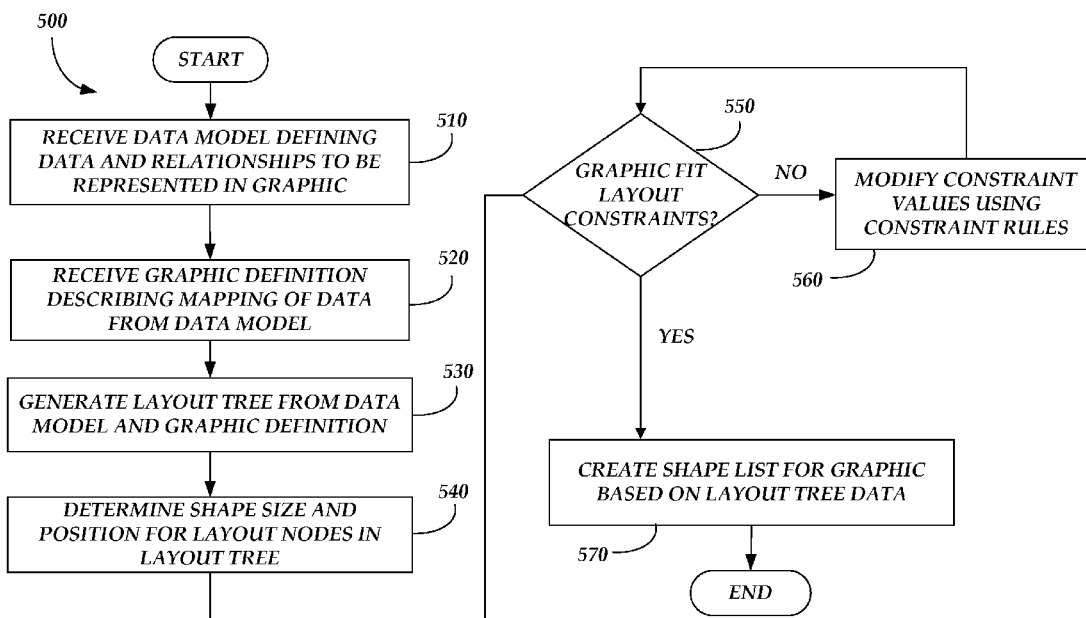 500
START
510
RECEIVE DATA MODEL DEFINING
DATA AND RELATIONSHIPS TO BE
REPRESENTED IN GRAPHIC
520
RECEIVE GRAPHIC DEFINITION
DESCRIBING MAPPING OF DATA
FROM DATA MODEL
530
GENERATE LAYOUT TREE FROM DATA
MODEL AND GRAPHIC DEFINITION
540
DETERMINE SHAPE SIZE AND
POSITION FOR LAYOUT NODES IN
LAYOUT TREE
550
GRAPHIC FIT
LAYOUT
CONSTRAINTS?
NO
MODIFY CONSTRAINT
VALUES USING
CONSTRAINT RULES
560
YES
CREATE SHAPE LIST FOR GRAPHIC
BASED ON LAYOUT TREE DATA
570
END